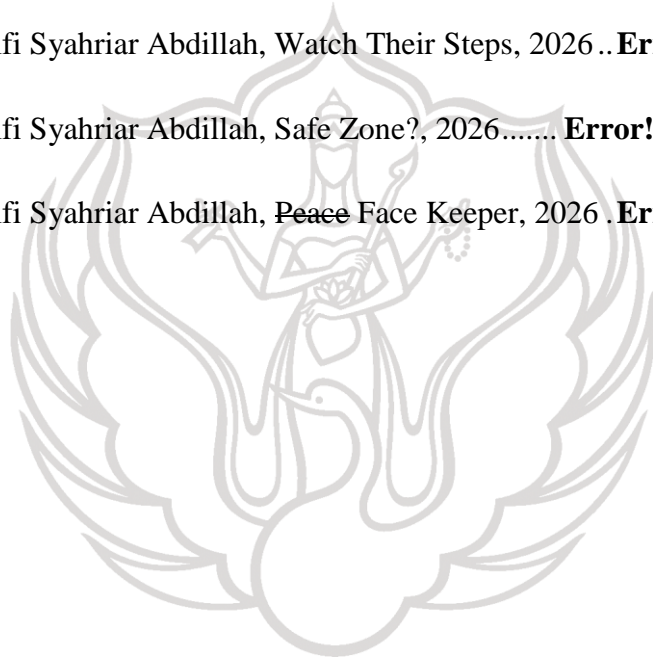 fi Syahriar Abdillah, Watch Their Steps, 2026..Er
fi Syahriar Abdillah, Safe Zone?, 2026....... Error!
fi Syahriar Abdillah, Peace Face Keeper, 2026 .Er